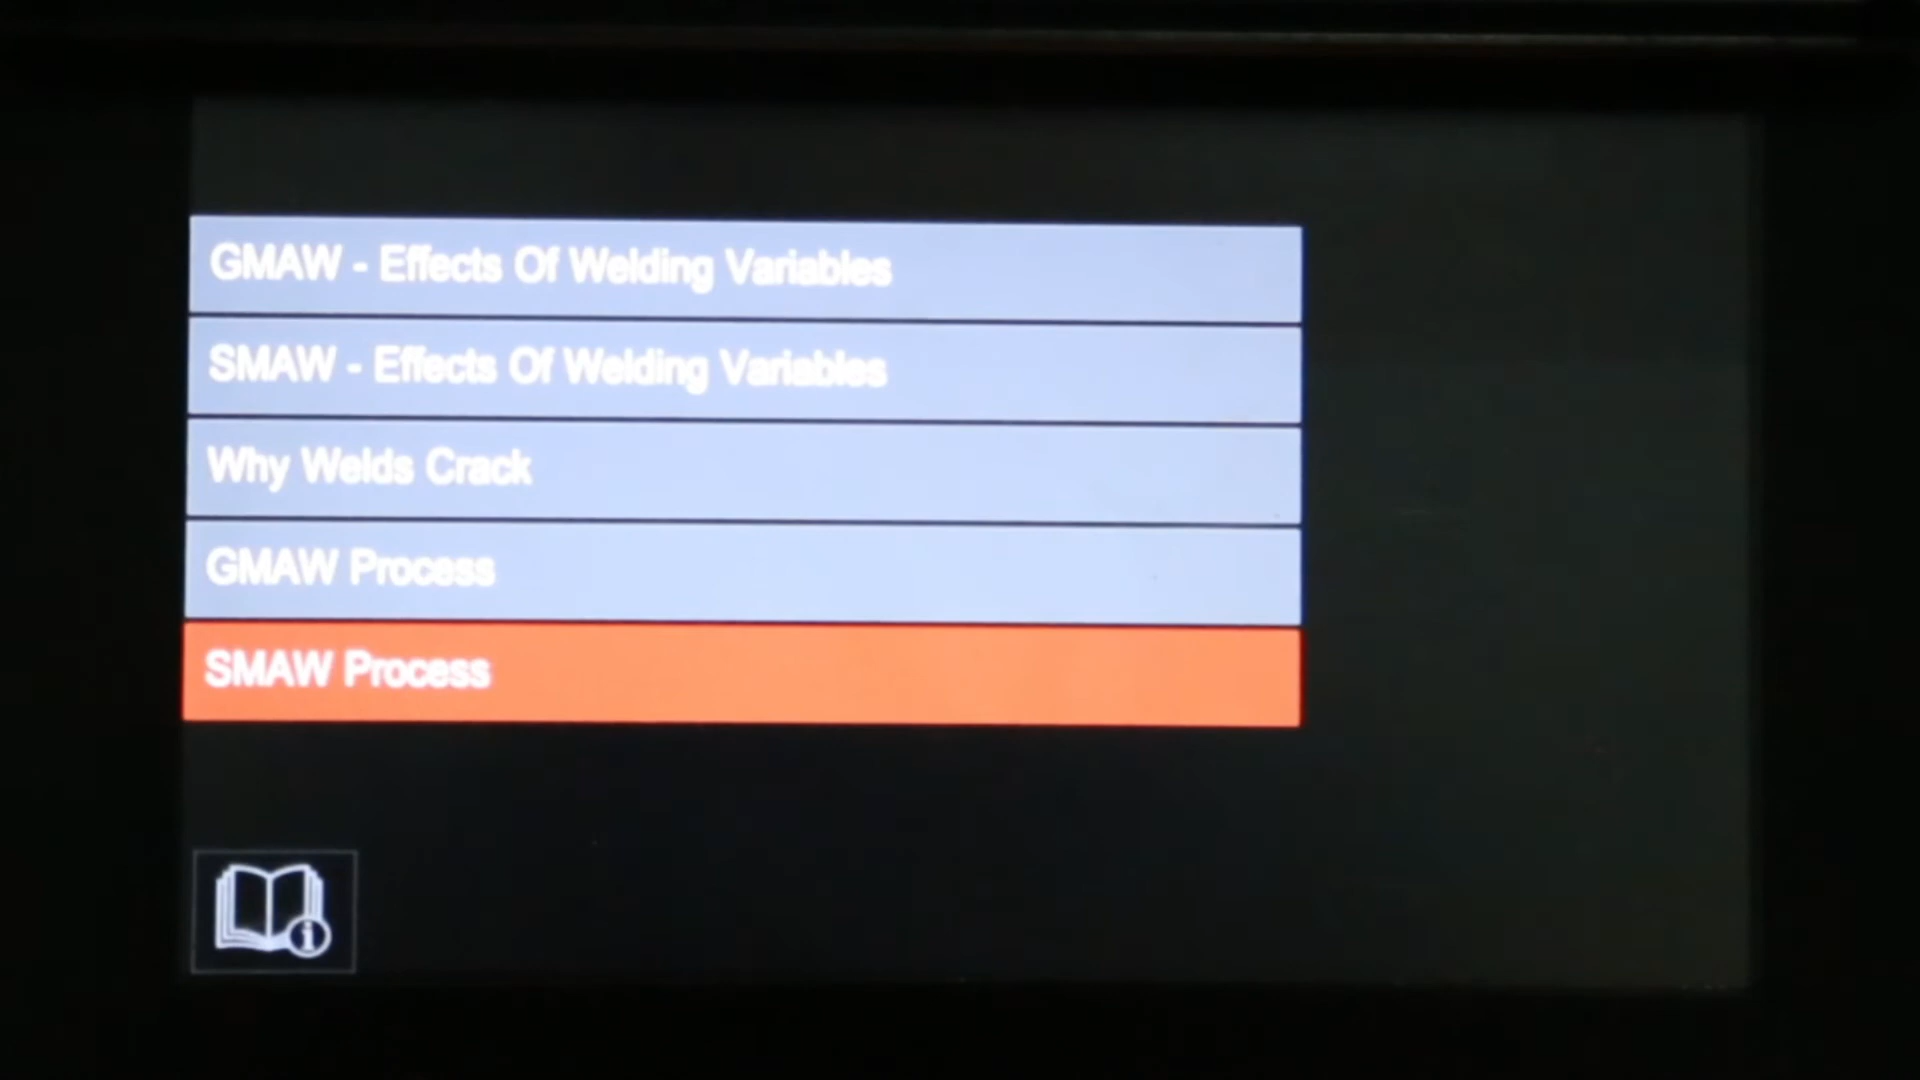 GMAW - Effects Of Welding Variables
SMAW - Effects Of Welding Variables
Why Welds Crack
GMAW Process
SMAW Process
i